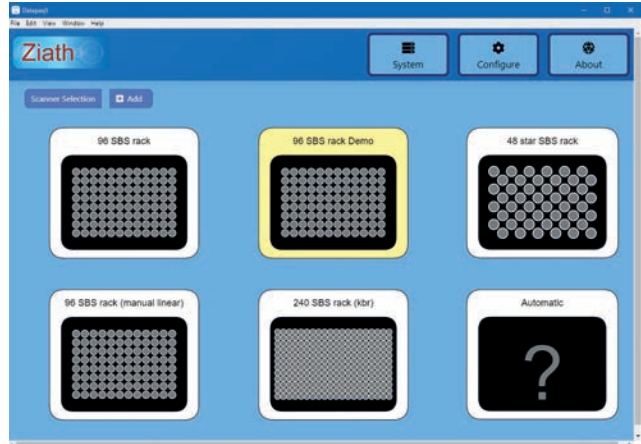 Datapaq5
File Edit View Window Help
Ziath
System Configure About
Scanner Selection Add
96 SBS rack 96 SBS rack Demo 48 star SBS rack
96 SBS rack (manual linear) 240 SBS rack (kbr) Automatic
?